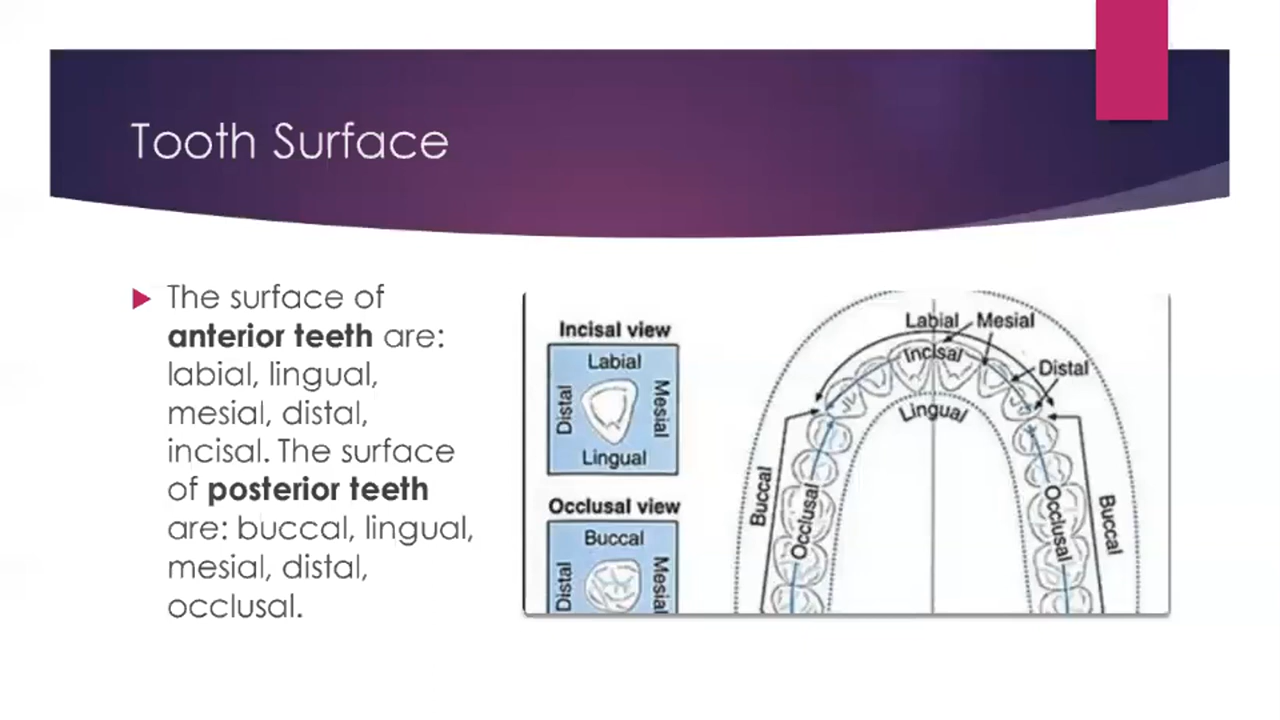 Tooth Surface
The surface of
anterior teeth are:
labial, lingual,
mesial, distal,
incisal. The surface
of posterior teeth
are: buccal, lingual,
mesial, distal,
occlusal.
Incisal view
Labial
Distal
Mesial
Lingual
Occlusal view
Buccal
Distal
Mesial
Labial
Mesial
Incisal
Distal
Lingual
Buccal
Occlusal
Occlusal
Buccal